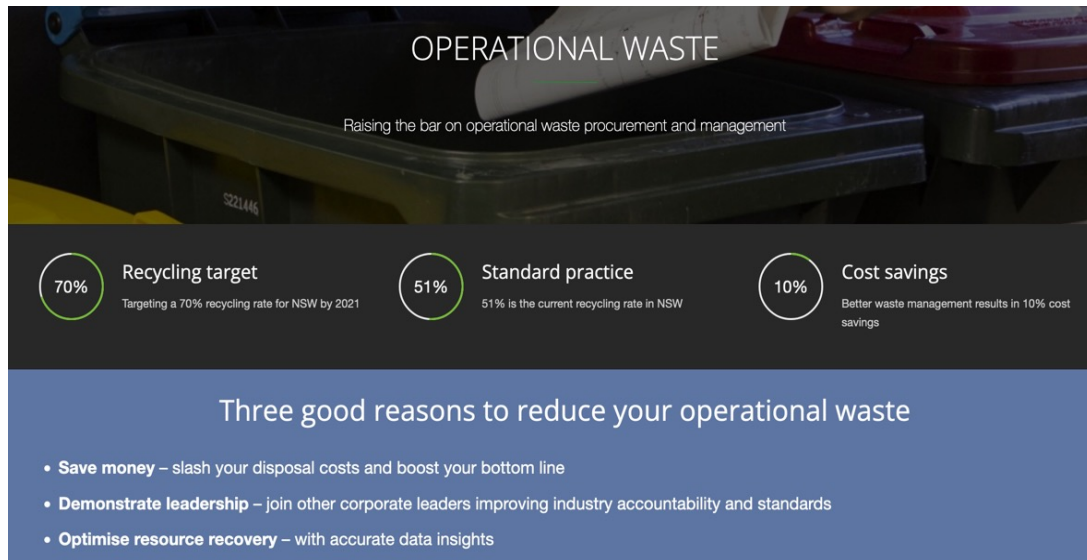 OPERATIONAL WASTE
Raising the bar on operational waste procurement and management
S221446
70%
Recycling target
Targeting a 70% recycling rate for NSW by 2021
51%
Standard practice
51% is the current recycling rate in NSW
10%
Cost savings
Better waste management results in 10% cost
savings
Three good reasons to reduce your operational waste
• Save money – slash your disposal costs and boost your bottom line
• Demonstrate leadership – join other corporate leaders improving industry accountability and standards
• Optimise resource recovery – with accurate data insights